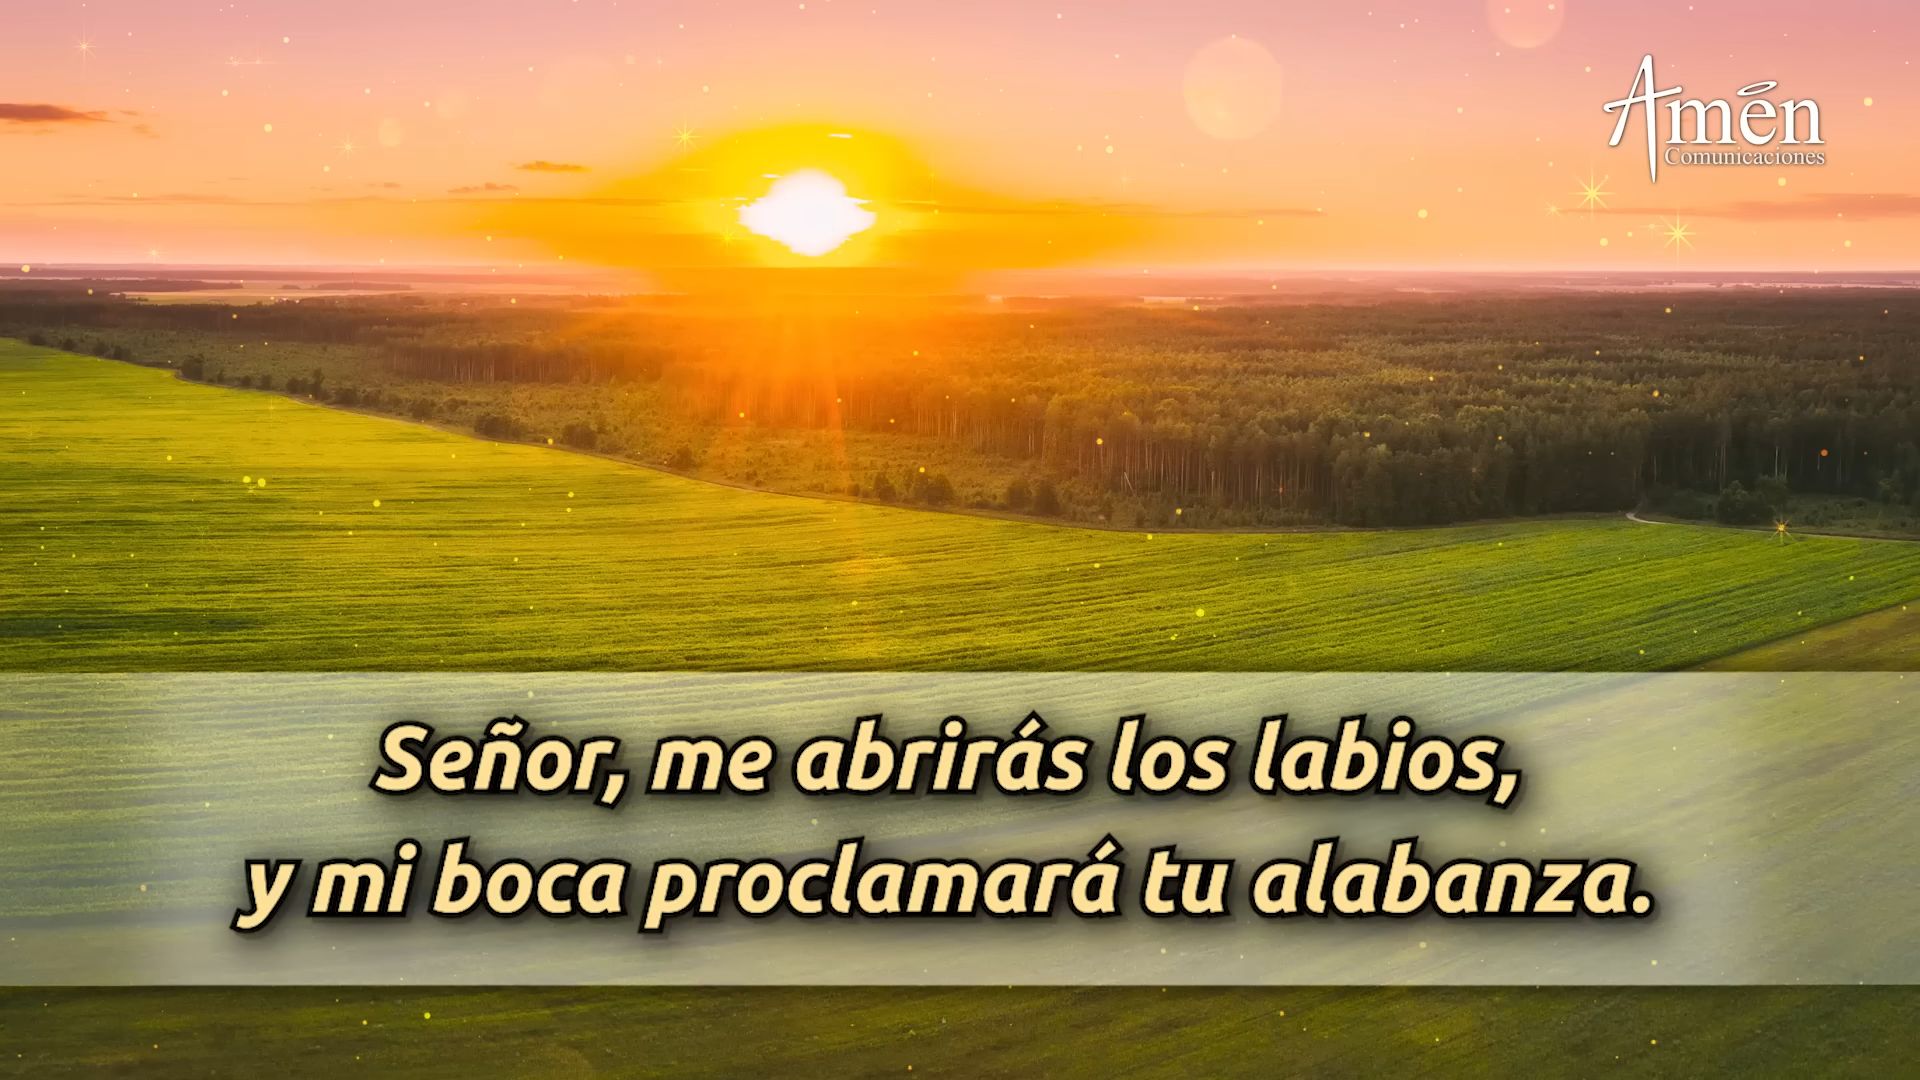 Amén
Comunicaciones
Señor, me abrirás los labios,
y mi boca proclamará tu alabanza.